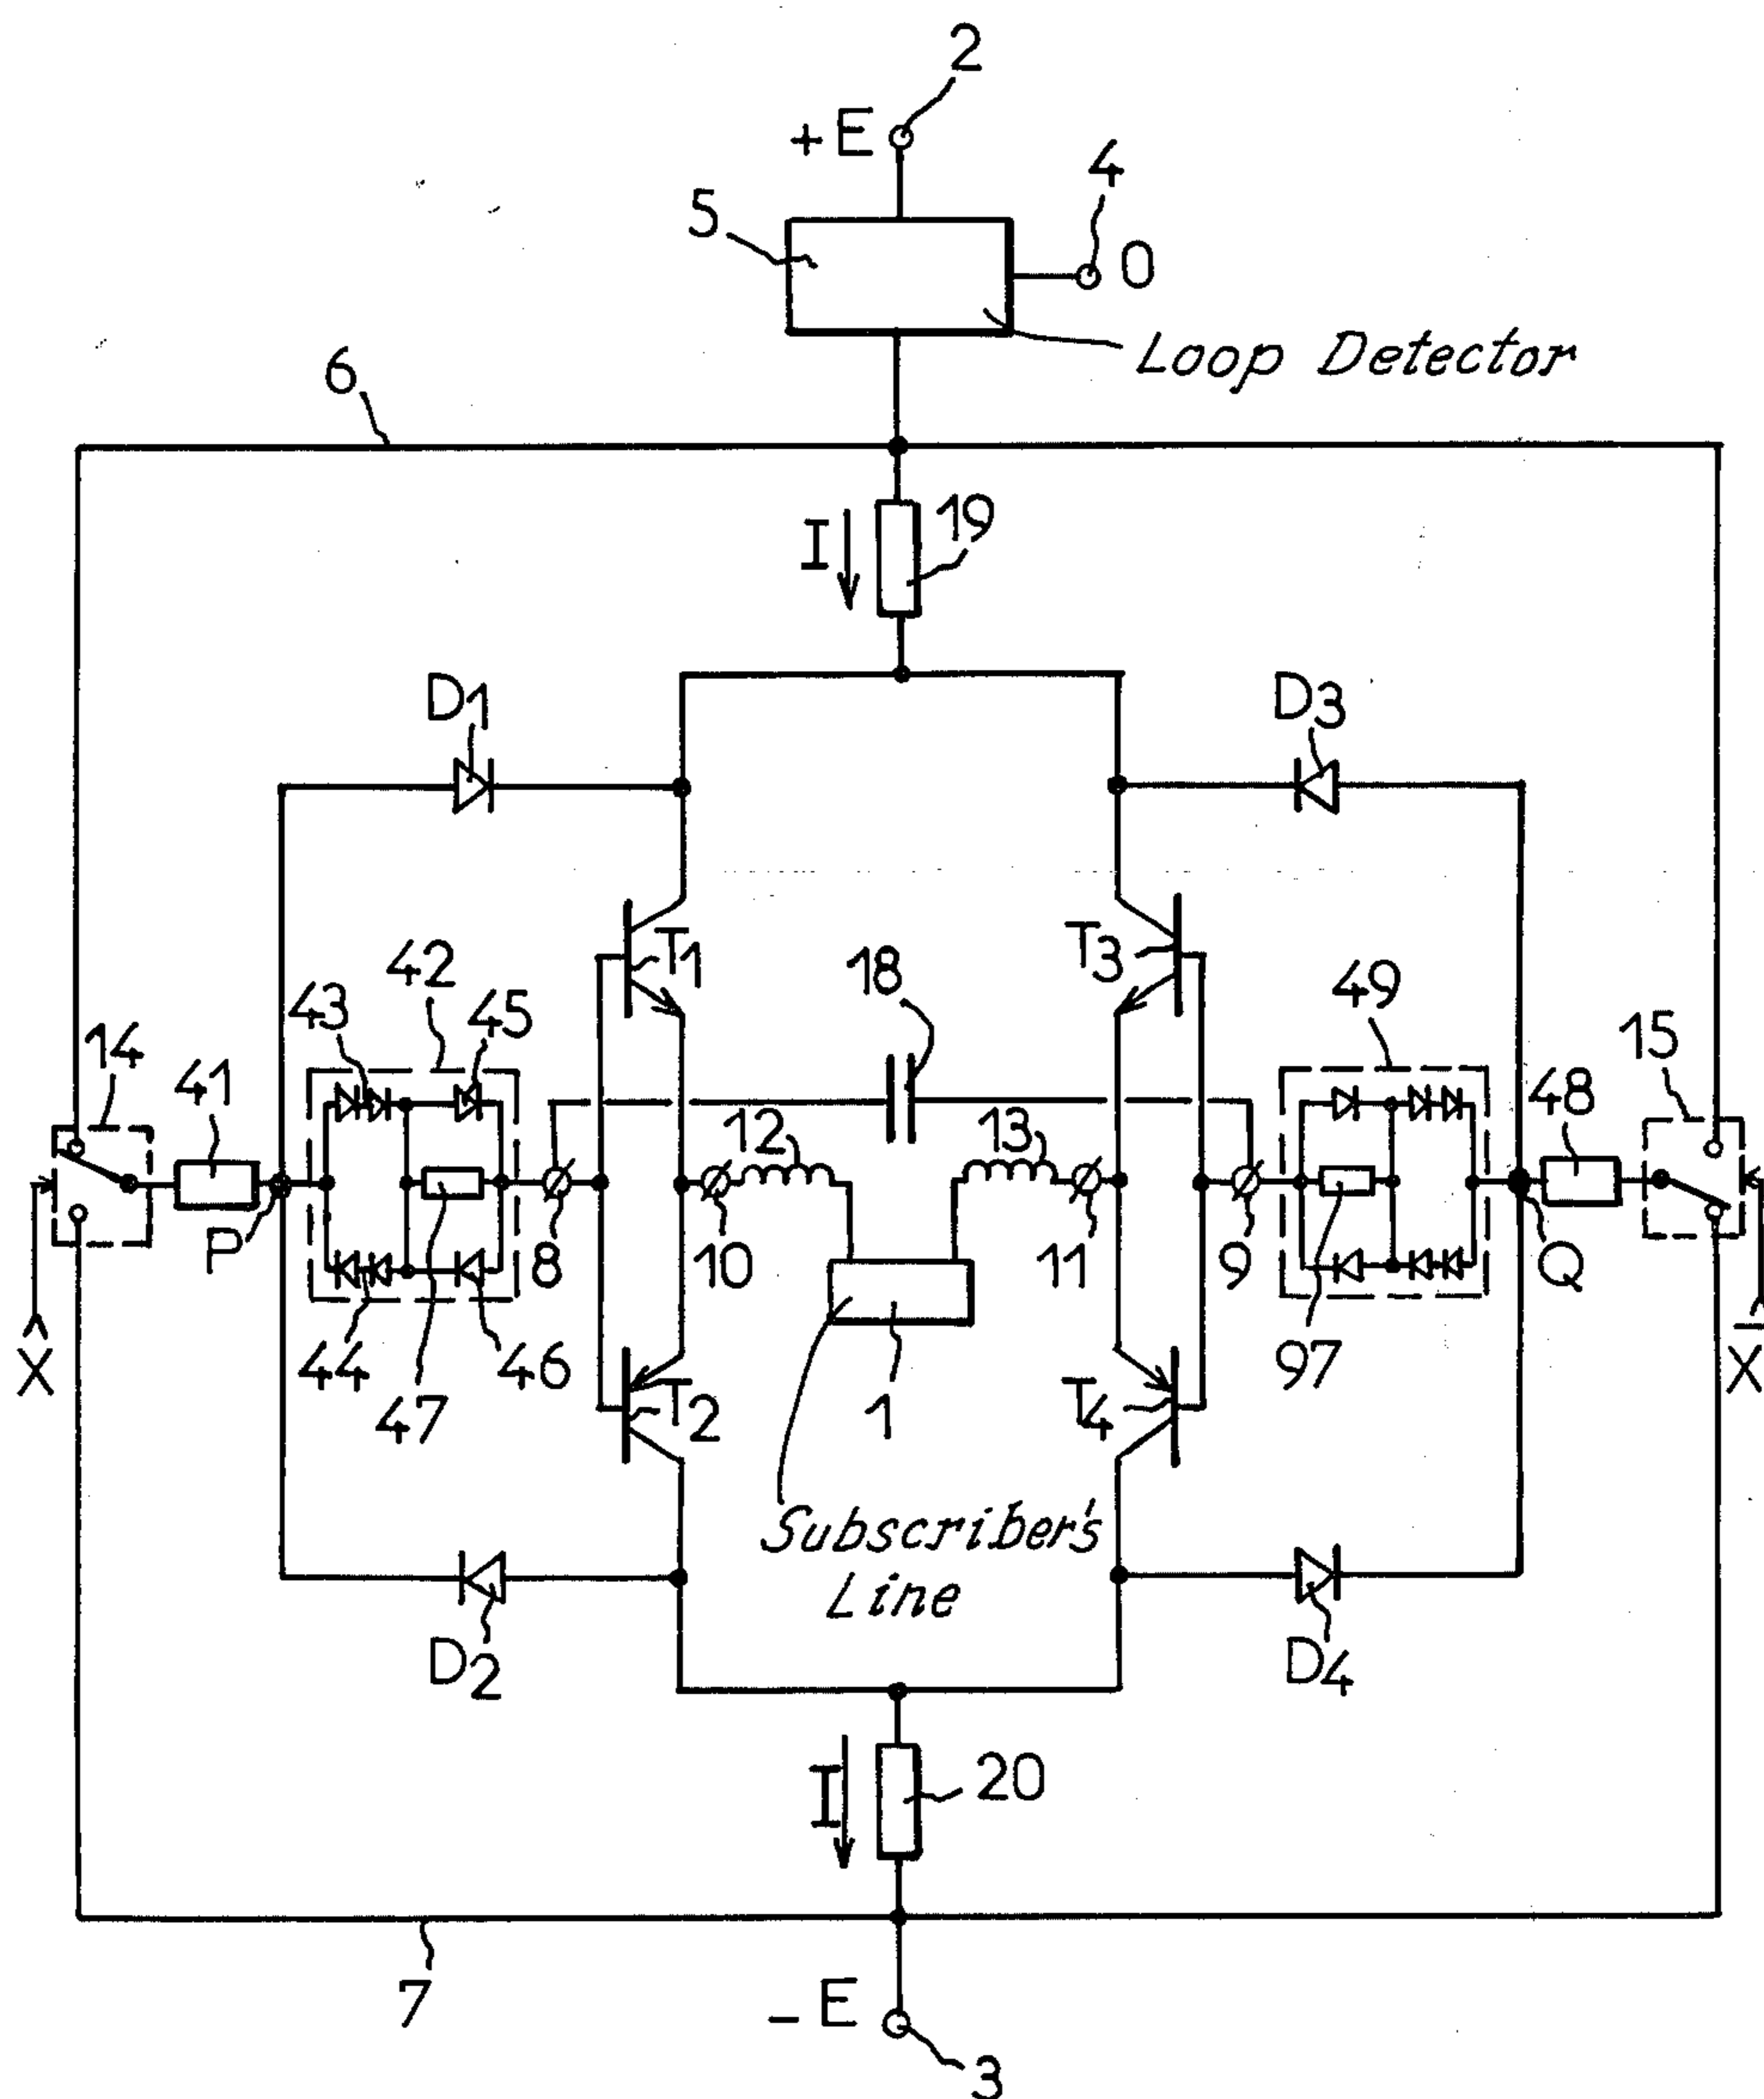 2
+E
4
5
O
Loop Detector
6
I
19
D1
D3
T1
T3
42
18
49
43
45
14
41
15
48
12
13
P
8
10
11
9
Q
X
44
46
47
T2
1
T4
97
X̅
Subscriber's
Line
D2
D4
I
20
7
-E
3